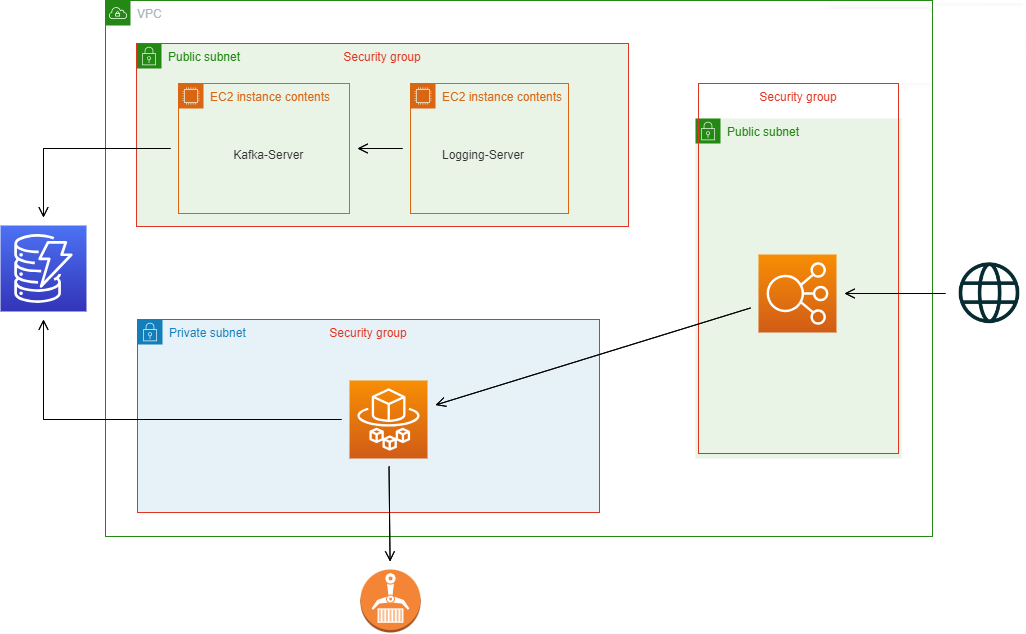 VPC
Public subnet
Security group
EC2 instance contents
EC2 instance contents
Kafka-Server
Logging-Server
Security group
Public subnet
Private subnet
Security group